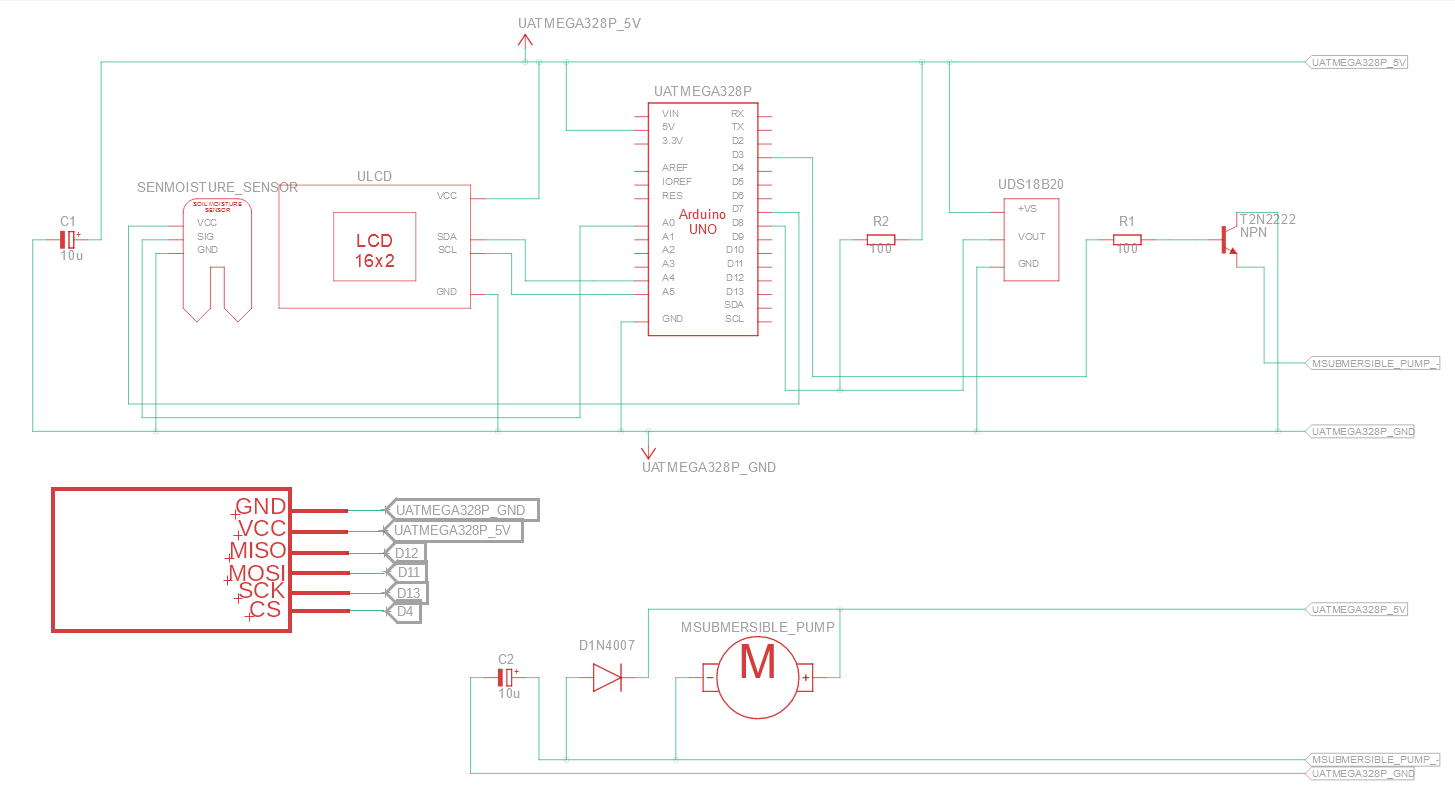 UATMEGA328P_5V
UATMEGA328P_5V
UATMEGA328P
VIN
5V
3.3V
AREF
IOREF
RES
A0
A1
A2
A3
A4
A5
GND
RX
TX
D2
D3
D4
D5
D6
D7
D8
D9
D10
D11
D12
D13
SDA
SCL
Arduino
UNO
C1
+
10u
SENMOISTURE_SENSOR
SOIL MOISTURE
SENSOR
VCC
SIG
GND
ULCD
VCC
SDA
SCL
GND
LCD
16x2
R2
100
UDS18B20
+VS
VOUT
GND
R1
100
T2N2222
NPN
MSUBMERSIBLE_PUMP_-
UATMEGA328P_GND
UATMEGA328P_GND
GND
VCC
MISO
MOSI
SCK
CS
UATMEGA328P_GND
UATMEGA328P_5V
D12
D11
D13
D4
UATMEGA328P_5V
C2
+
10u
D1N4007
MSUBMERSIBLE_PUMP
M
-
+
MSUBMERSIBLE_PUMP_-
UATMEGA328P_GND